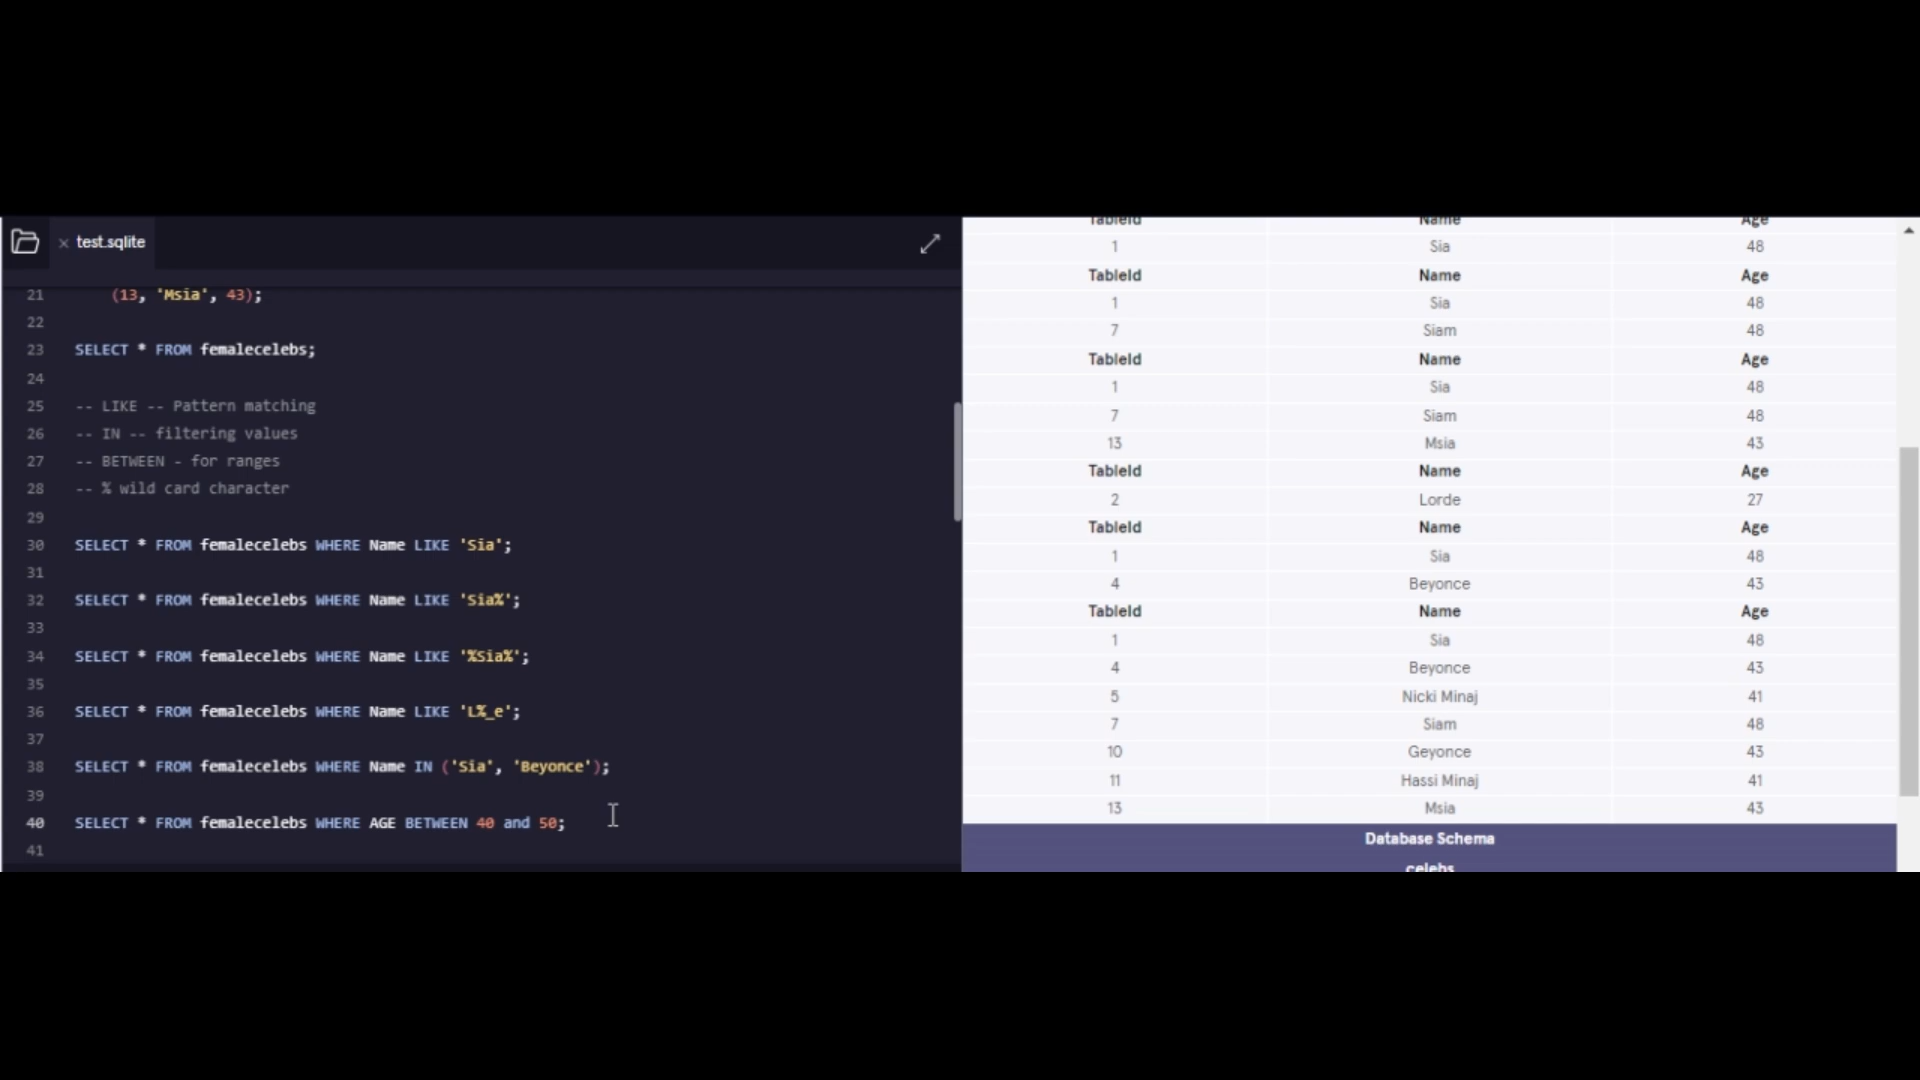 test.sqlite
21 (13, 'Msia', 43);
22
23 SELECT * FROM femalecelebs;
24
25 -- LIKE -- Pattern matching
26 -- IN -- filtering values
27 -- BETWEEN - for ranges
28 -- % wild card character
29
30 SELECT * FROM femalecelebs WHERE Name LIKE 'Sia';
31
32 SELECT * FROM femalecelebs WHERE Name LIKE 'Sia%';
33
34 SELECT * FROM femalecelebs WHERE Name LIKE '%Sia%';
35
36 SELECT * FROM femalecelebs WHERE Name LIKE 'L%_e';
37
38 SELECT * FROM femalecelebs WHERE Name IN ('Sia', 'Beyonce');
39
40 SELECT * FROM femalecelebs WHERE AGE BETWEEN 40 and 50;
41
TableId Name Age
1 Sia 48
TableId Name Age
1 Sia 48
7 Siam 48
TableId Name Age
1 Sia 48
7 Siam 48
13 Msia 43
TableId Name Age
2 Lorde 27
TableId Name Age
1 Sia 48
4 Beyonce 43
TableId Name Age
1 Sia 48
4 Beyonce 43
5 Nicki Minaj 41
7 Siam 48
10 Geyonce 43
11 Hassi Minaj 41
13 Msia 43
Database Schema
celebs